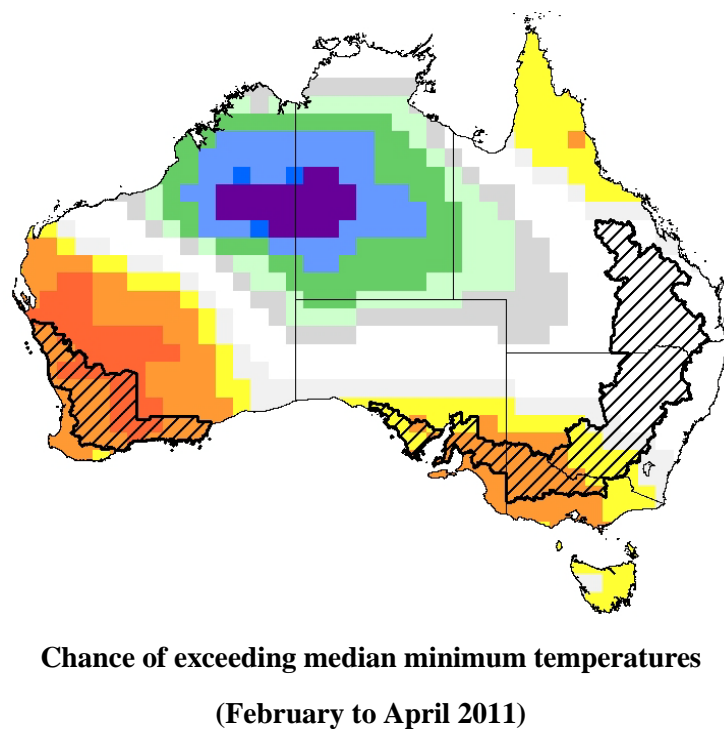 Chance of exceeding median minimum temperatures
(February to April 2011)